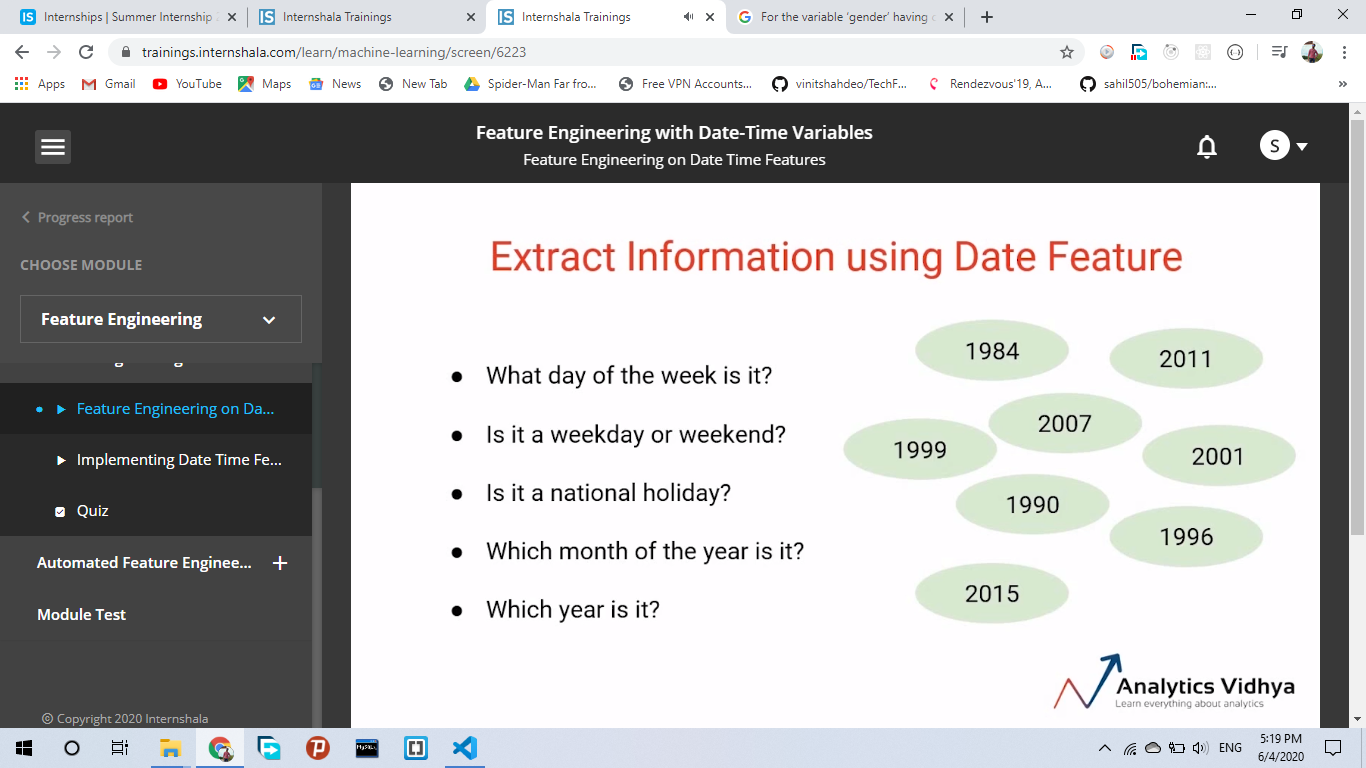 Internships | Summer Internship
Internshala Trainings
Internshala Trainings
For the variable ‘gender’ having
trainings.internshala.com/learn/machine-learning/screen/6223
Apps
Gmail
YouTube
Maps
News
New Tab
Spider-Man Far fro...
Free VPN Accounts...
vinitshahdeo/TechF...
Rendezvous'19, A...
sahil505/bohemian:...
»
Feature Engineering with Date-Time Variables
Feature Engineering on Date Time Features
S
Progress report
CHOOSE MODULE
Feature Engineering
Feature Engineering on Da...
Implementing Date Time Fe...
Quiz
Automated Feature Enginee...
Module Test
© Copyright 2020 Internshala
Extract Information using Date Feature
● What day of the week is it?
● Is it a weekday or weekend?
● Is it a national holiday?
● Which month of the year is it?
● Which year is it?
1984
2011
2007
1999
2001
1990
1996
2015
Analytics Vidhya
Learn everything about analytics
MySQL
ENG
5:19 PM
6/4/2020